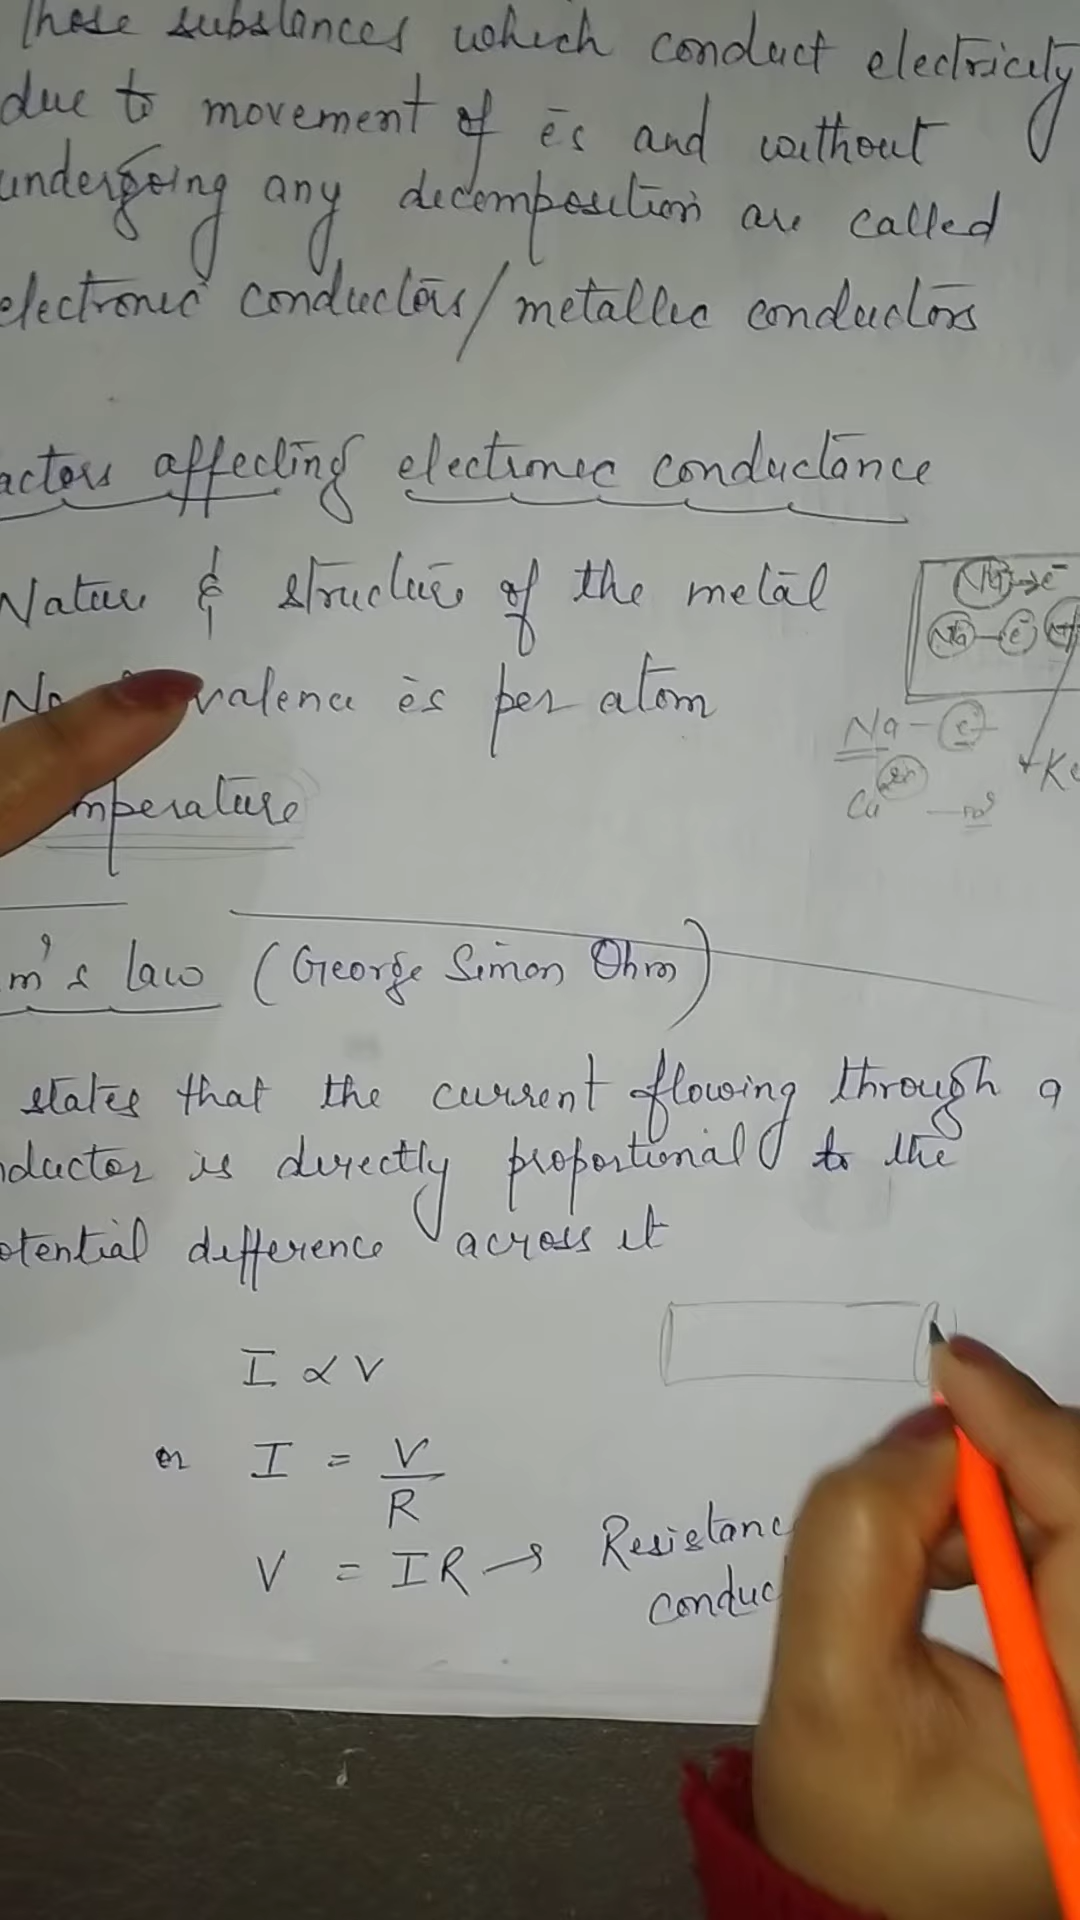 Those substances which conduct electricity
due to movement of ēs and without
undergoing any decomposition are called
electronic conductors/metallic conductors
actors affecting electronic conductance
Nature & structure of the metal
No valence ēs per atom
mperature
Na → e⁻
Na - e⁻
Na - e⁻
Cu
m's law (George Simon Ohm)
states that the current flowing through a
nductor is directly proportional to the
otential difference across it
I ∝ V
or I = V/R
V = IR → Resistanc
conduc